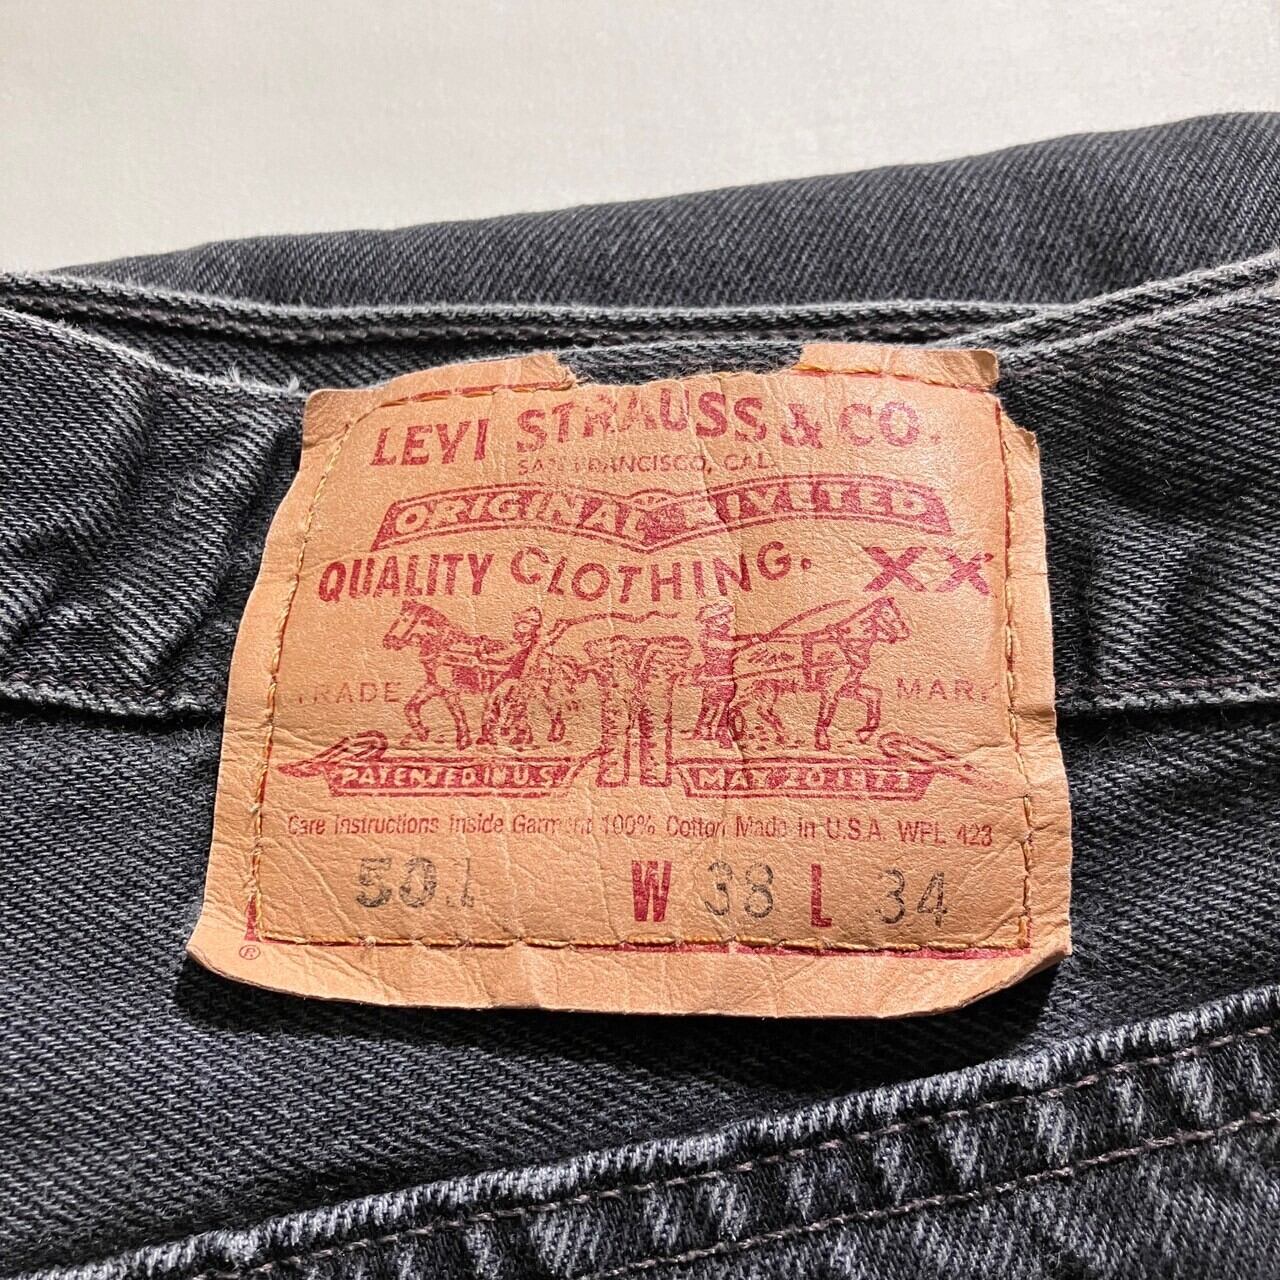 LEVI STRAUSS & CO.
SAN FRANCISCO, CAL.
ORIGINAL RIVETED
QUALITY CLOTHING. XX
TRADE MARK
PATENTED IN U.S. MAY 20 1873
Care Instructions Inside Garment 100% Cotton Made in U.S.A. WPL 423
501 W 38 L 34
®